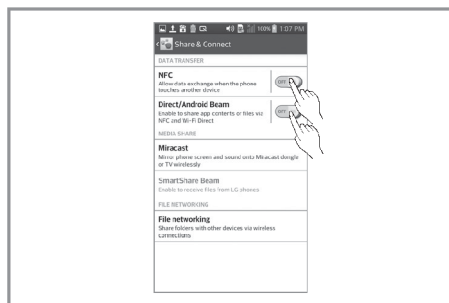 100% 1:07 PM
Share & Connect
DATA TRANSFER
NFC
Allow data exchange when the phone
touches another device
OFF
Direct/Android Beam
Enable to share app contents or files via
NFC and Wi-Fi Direct
OFF
MEDIA SHARE
Miracast
Mirror phone screen and sound onto Miracast dongle
or TV wirelessly
SmartShare Beam
Enable to receive files from LG phones
FILE NETWORKING
File networking
Share folders with other devices via wireless
connections